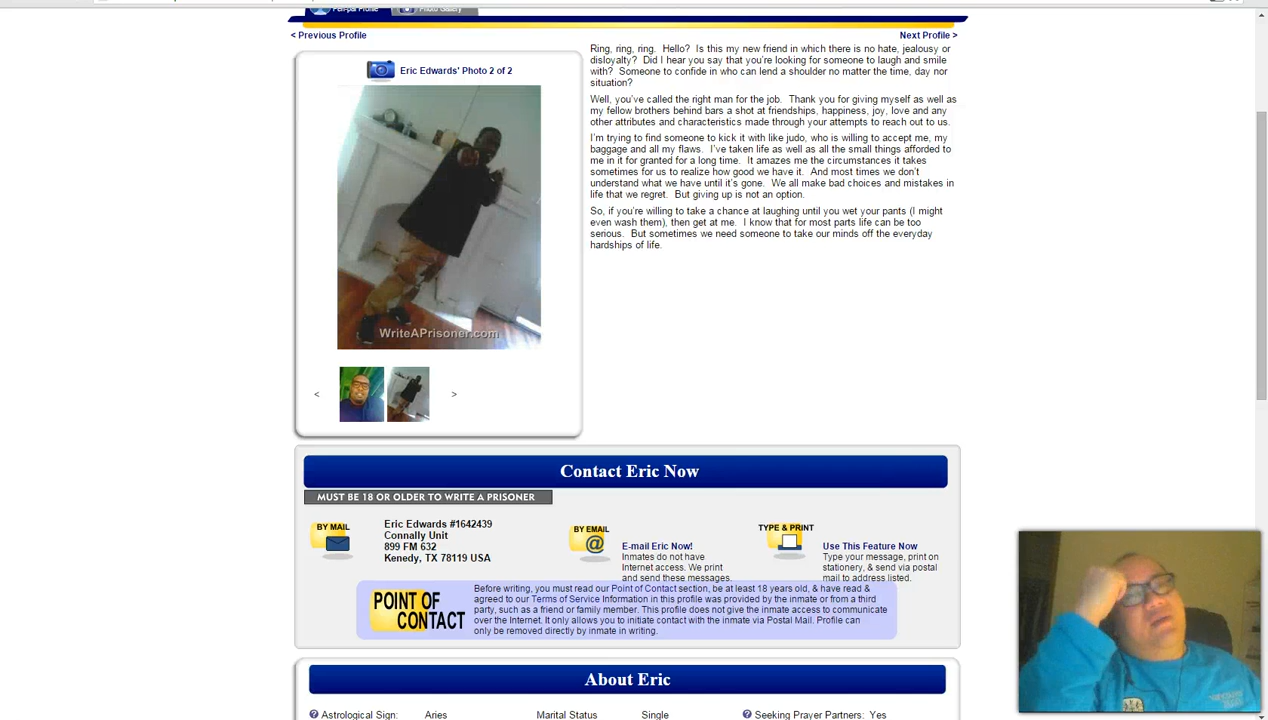 Pen-pal Profile
Photo Gallery
< Previous Profile
Next Profile >
Eric Edwards' Photo 2 of 2
WriteAPrisoner.com
<
>
Ring, ring, ring. Hello? Is this my new friend in which there is no hate, jealousy or
disloyalty? Did I hear you say that you're looking for someone to laugh and smile
with? Someone to confide in who can lend a shoulder no matter the time, day nor
situation?
Well, you've called the right man for the job. Thank you for giving myself as well as
my fellow brothers behind bars a shot at friendships, happiness, joy, love and any
other attributes and characteristics made through your attempts to reach out to us.
I'm trying to find someone to kick it with like judo, who is willing to accept me, my
baggage and all my flaws. I've taken life as well as all the small things afforded to
me in it for granted for a long time. It amazes me the circumstances it takes
sometimes for us to realize how good we have it. And most times we don't
understand what we have until it's gone. We all make bad choices and mistakes in
life that we regret. But giving up is not an option.
So, if you're willing to take a chance at laughing until you wet your pants (I might
even wash them), then get at me. I know that for most parts life can be too
serious. But sometimes we need someone to take our minds off the everyday
hardships of life.
Contact Eric Now
MUST BE 18 OR OLDER TO WRITE A PRISONER
BY MAIL
Eric Edwards #1642439
Connally Unit
899 FM 632
Kenedy, TX 78119 USA
BY EMAIL
@
E-mail Eric Now!
Inmates do not have
Internet access. We print
and send these messages.
TYPE & PRINT
Use This Feature Now
Type your message, print on
stationety, & send via postal
mail to address listed.
POINT OF
CONTACT
Before writing, you must read our Point of Contact section, be at least 18 years old, & have read &
agreed to our Terms of Service Information in this profile was provided by the inmate or from a third
party, such as a friend or family member. This profile does not give the inmate access to communicate
over the Internet. It only allows you to initiate contact with the inmate via Postal Mail. Profile can
only be removed directly by inmate in writing.
About Eric
? Astrological Sign: Aries
Marital Status Single
? Seeking Prayer Partners: Yes